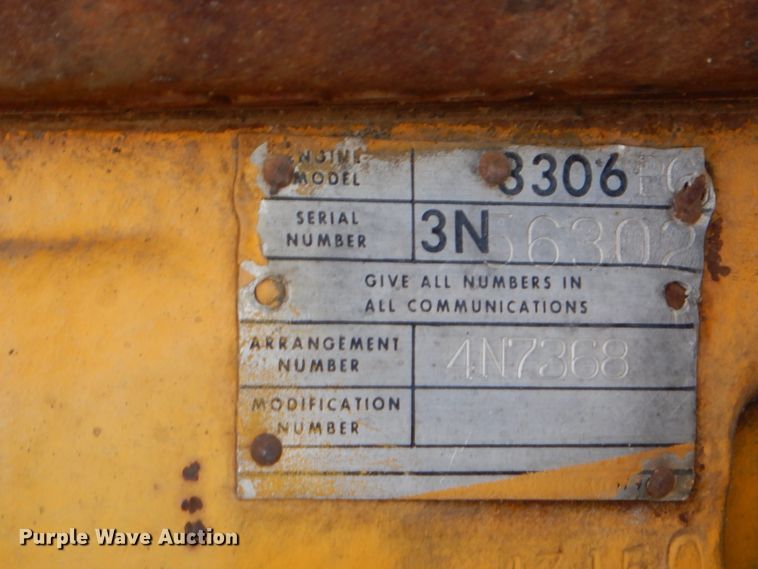 ENGINE MODEL 3306
SERIAL NUMBER 3N56302
GIVE ALL NUMBERS IN
ALL COMMUNICATIONS
ARRANGEMENT NUMBER 4N7368
MODIFICATION NUMBER
Purple Wave Auction